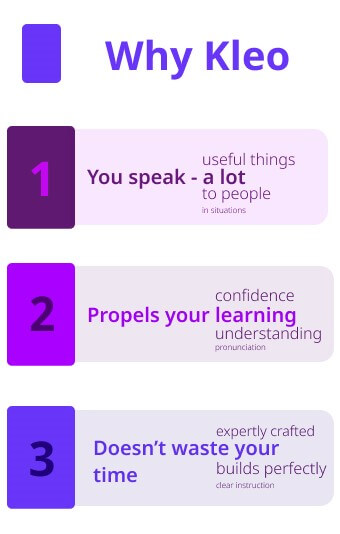 Why Kleo
1
useful things
You speak - a lot
to people
in situations
2
confidence
Propels your learning
understanding
pronunciation
3
expertly crafted
Doesn’t waste your
time
builds perfectly
clear instruction